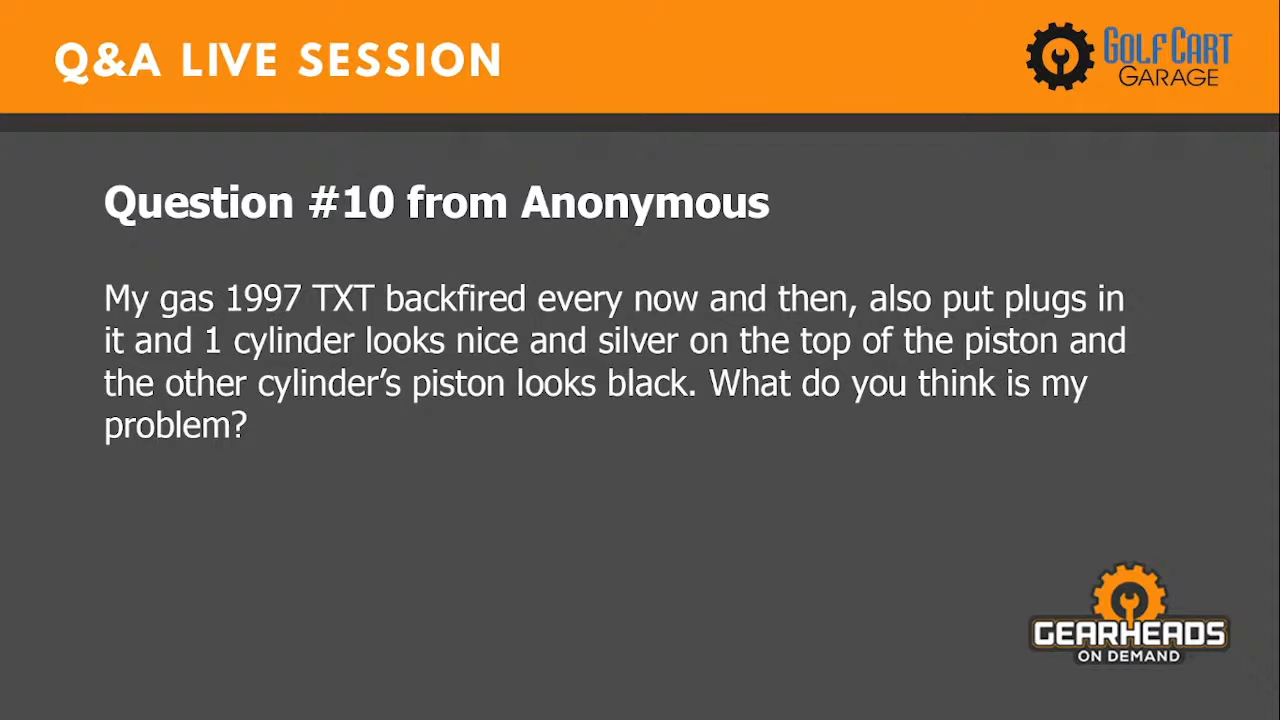 Q&A LIVE SESSION
GOLF CART
GARAGE
Question #10 from Anonymous
My gas 1997 TXT backfired every now and then, also put plugs in
it and 1 cylinder looks nice and silver on the top of the piston and
the other cylinder’s piston looks black. What do you think is my
problem?
GEARHEADS
ON DEMAND